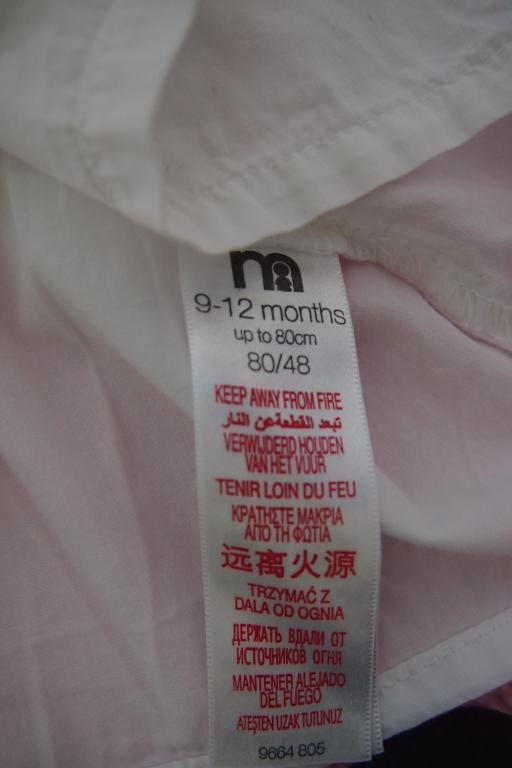 m
9-12 months
up to 80cm
80/48
KEEP AWAY FROM FIRE
تبعد القطعة عن النار
VERWIJDERD HOUDEN
VAN HET VUUR
TENIR LOIN DU FEU
ΚΡΑΤΗΣΤΕ ΜΑΚΡΙΑ
ΑΠΟ ΤΗ ΦΩΤΙΑ
远离火源
TRZYMAĆ Z
DALA OD OGNIA
ДЕРЖАТЬ ВДАЛИ ОТ
ИСТОЧНИКОВ ОГНЯ
MANTENER ALEJADO
DEL FUEGO
ATEŞTEN UZAK TUTUNUZ
9664 805